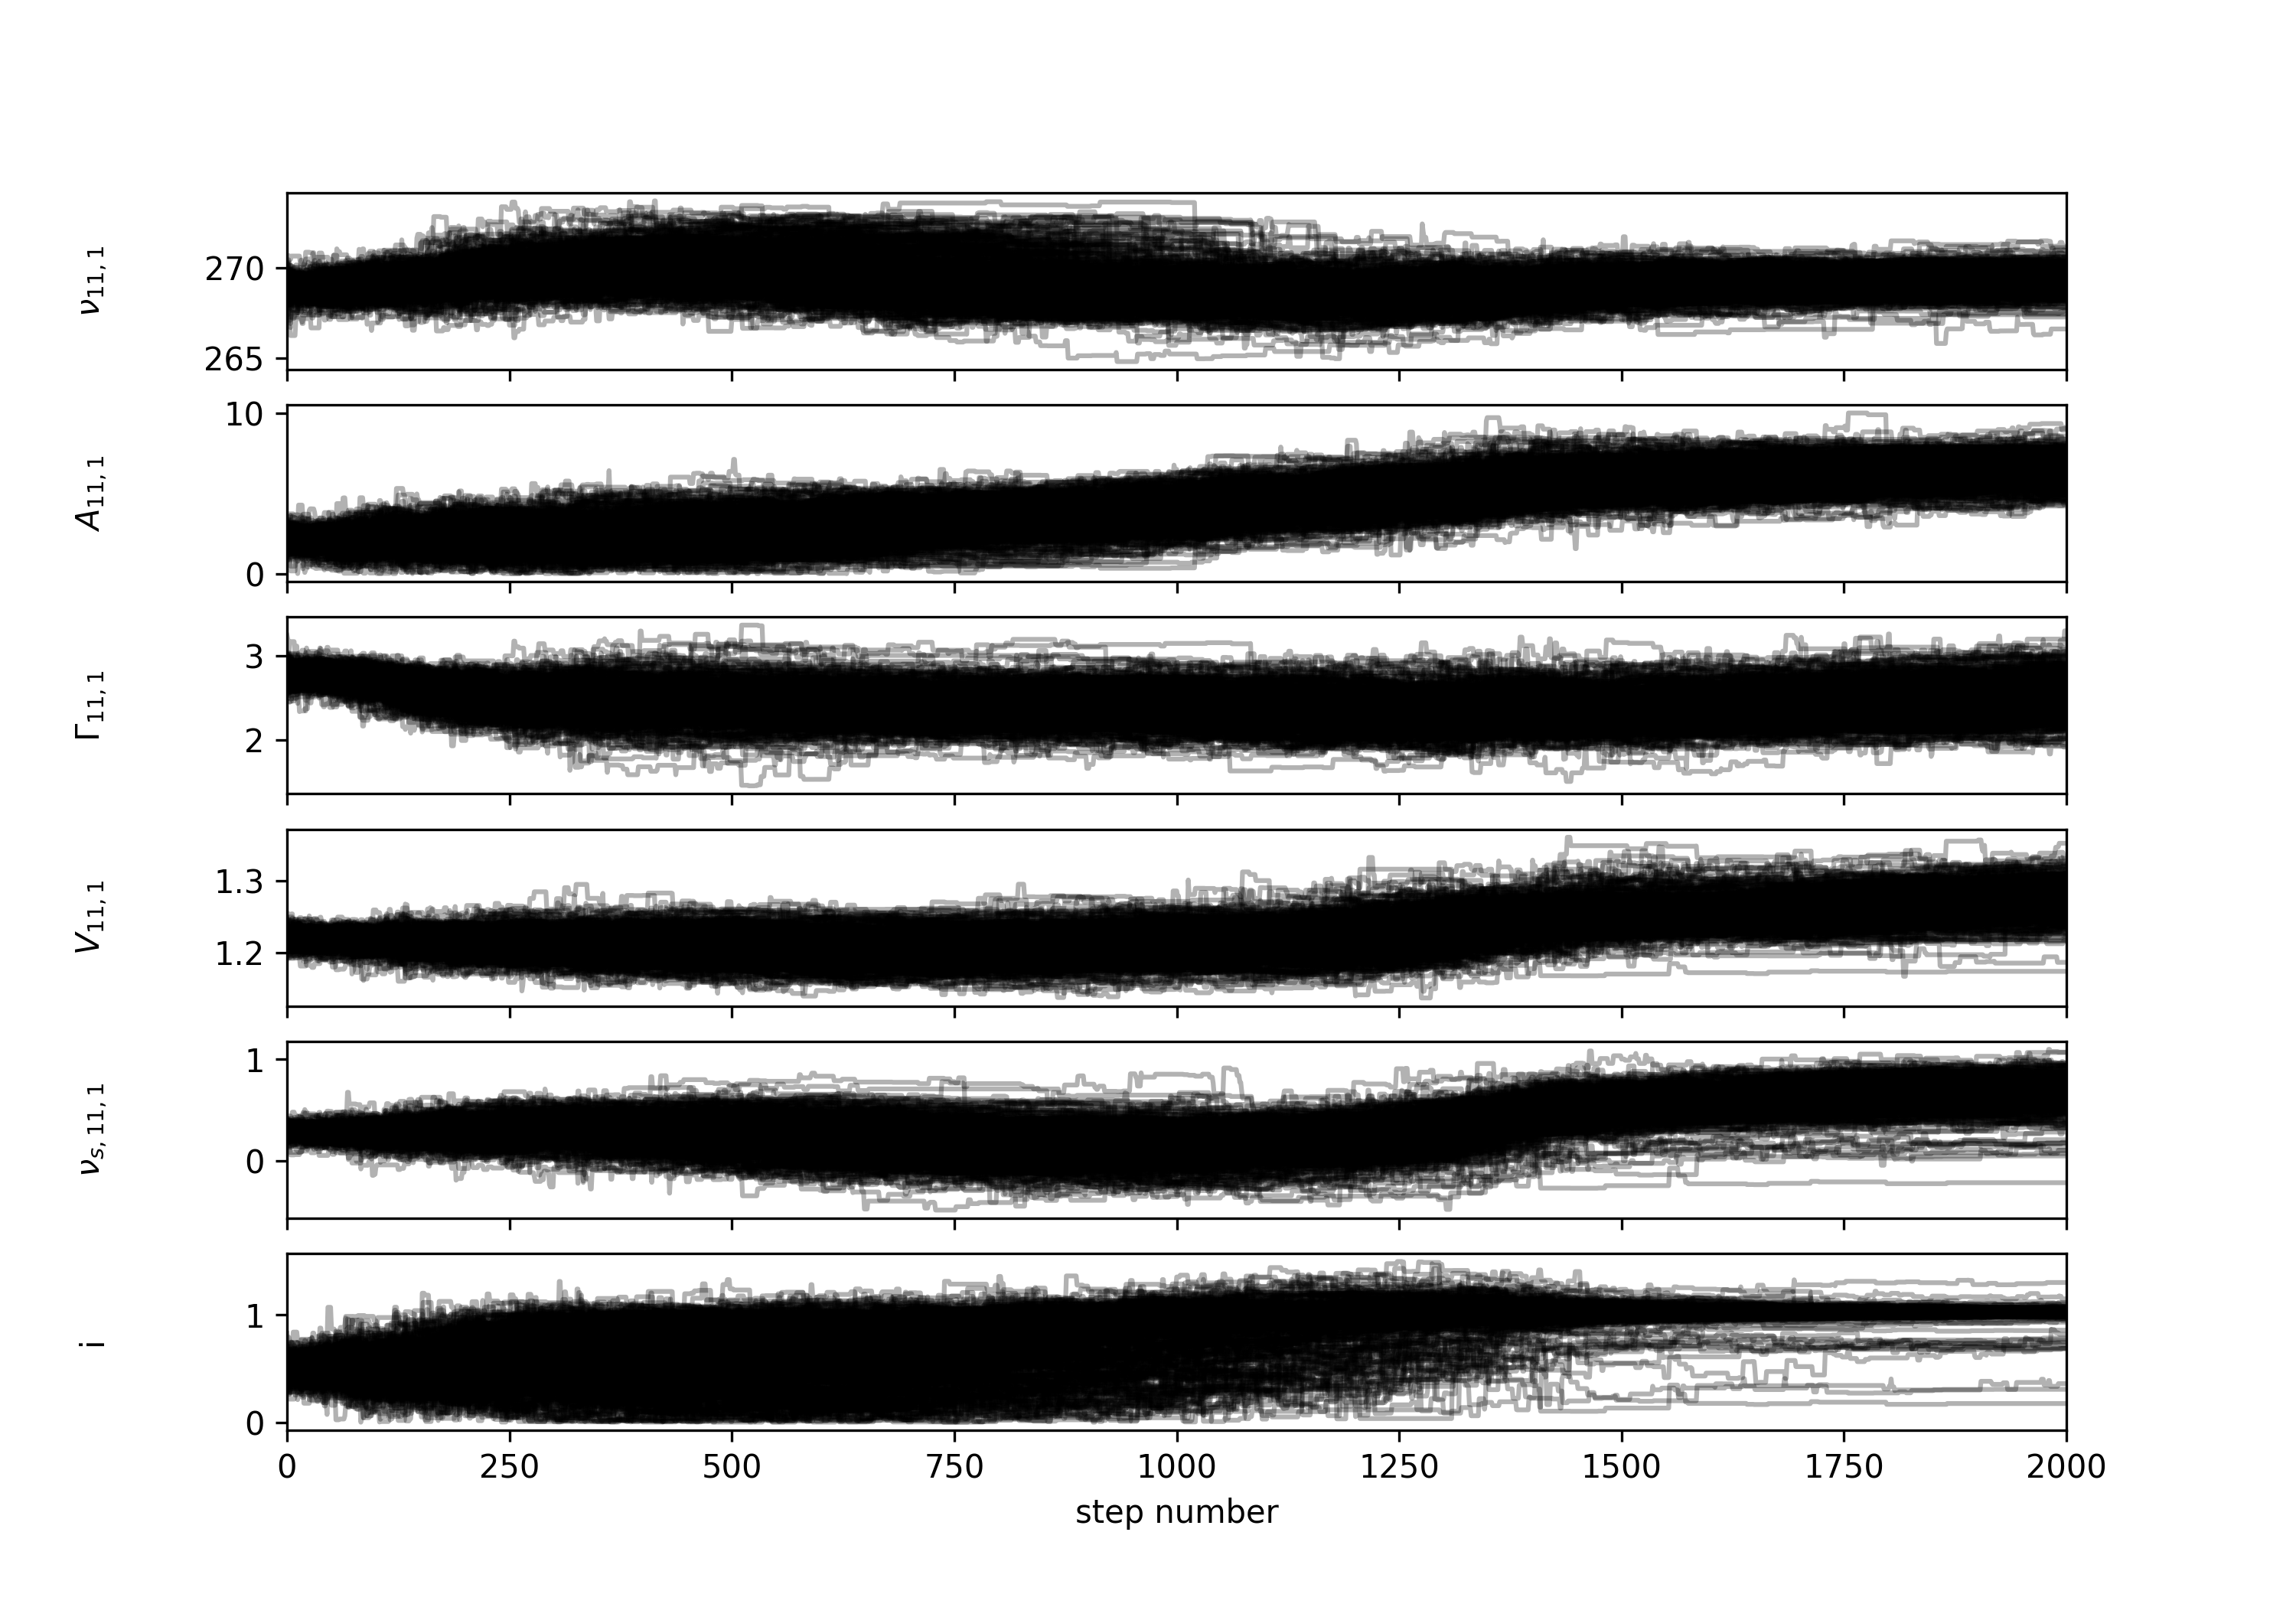 ν₁₁,₁
270
265
A₁₁,₁
10
0
Γ₁₁,₁
3
2
V₁₁,₁
1.3
1.2
νₛ,₁₁,₁
1
0
i
1
0
0 250 500 750 1000 1250 1500 1750 2000
step number